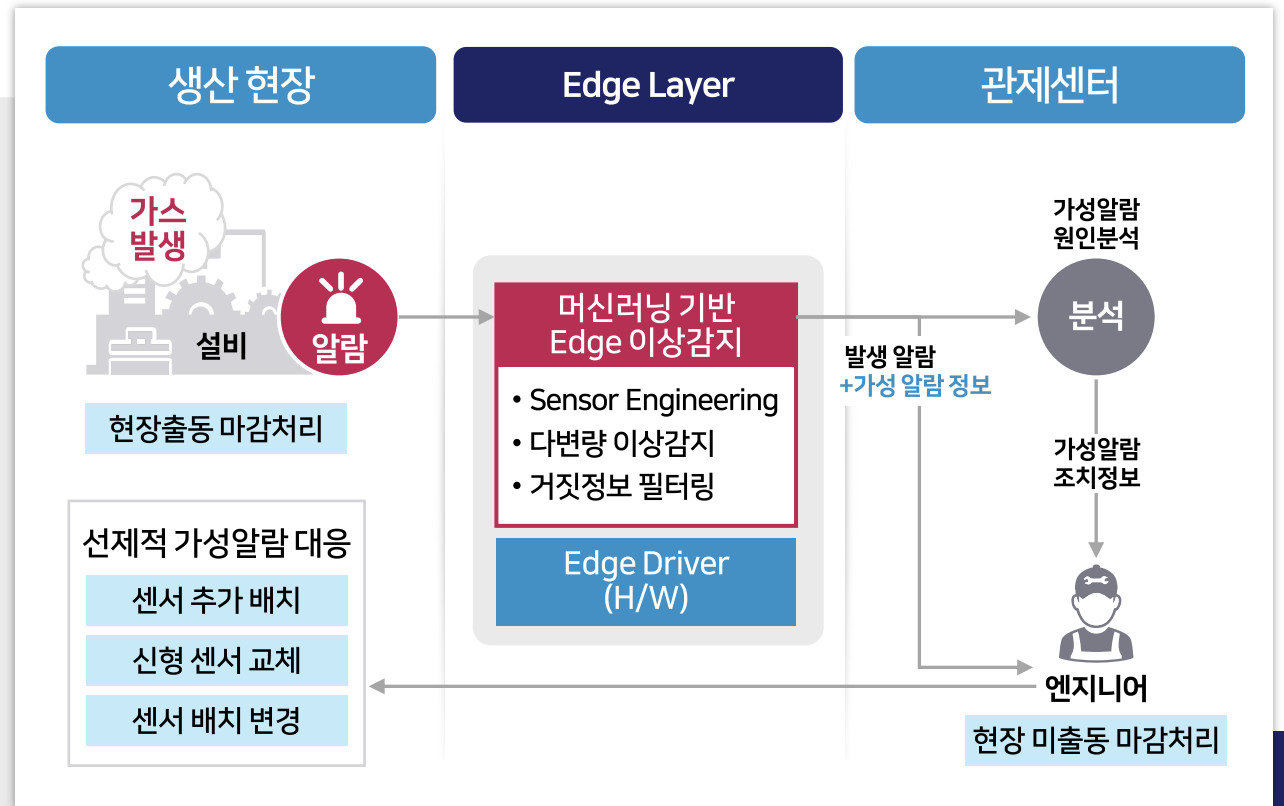 생산 현장
Edge Layer
관제센터
가스
발생
설비
알람
현장출동 마감처리
선제적 가성알람 대응
센서 추가 배치
신형 센서 교체
센서 배치 변경
머신러닝 기반
Edge 이상감지
• Sensor Engineering
• 다변량 이상감지
• 거짓정보 필터링
Edge Driver
(H/W)
발생 알람
+가성 알람 정보
가성알람
원인분석
분석
가성알람
조치정보
엔지니어
현장 미출동 마감처리